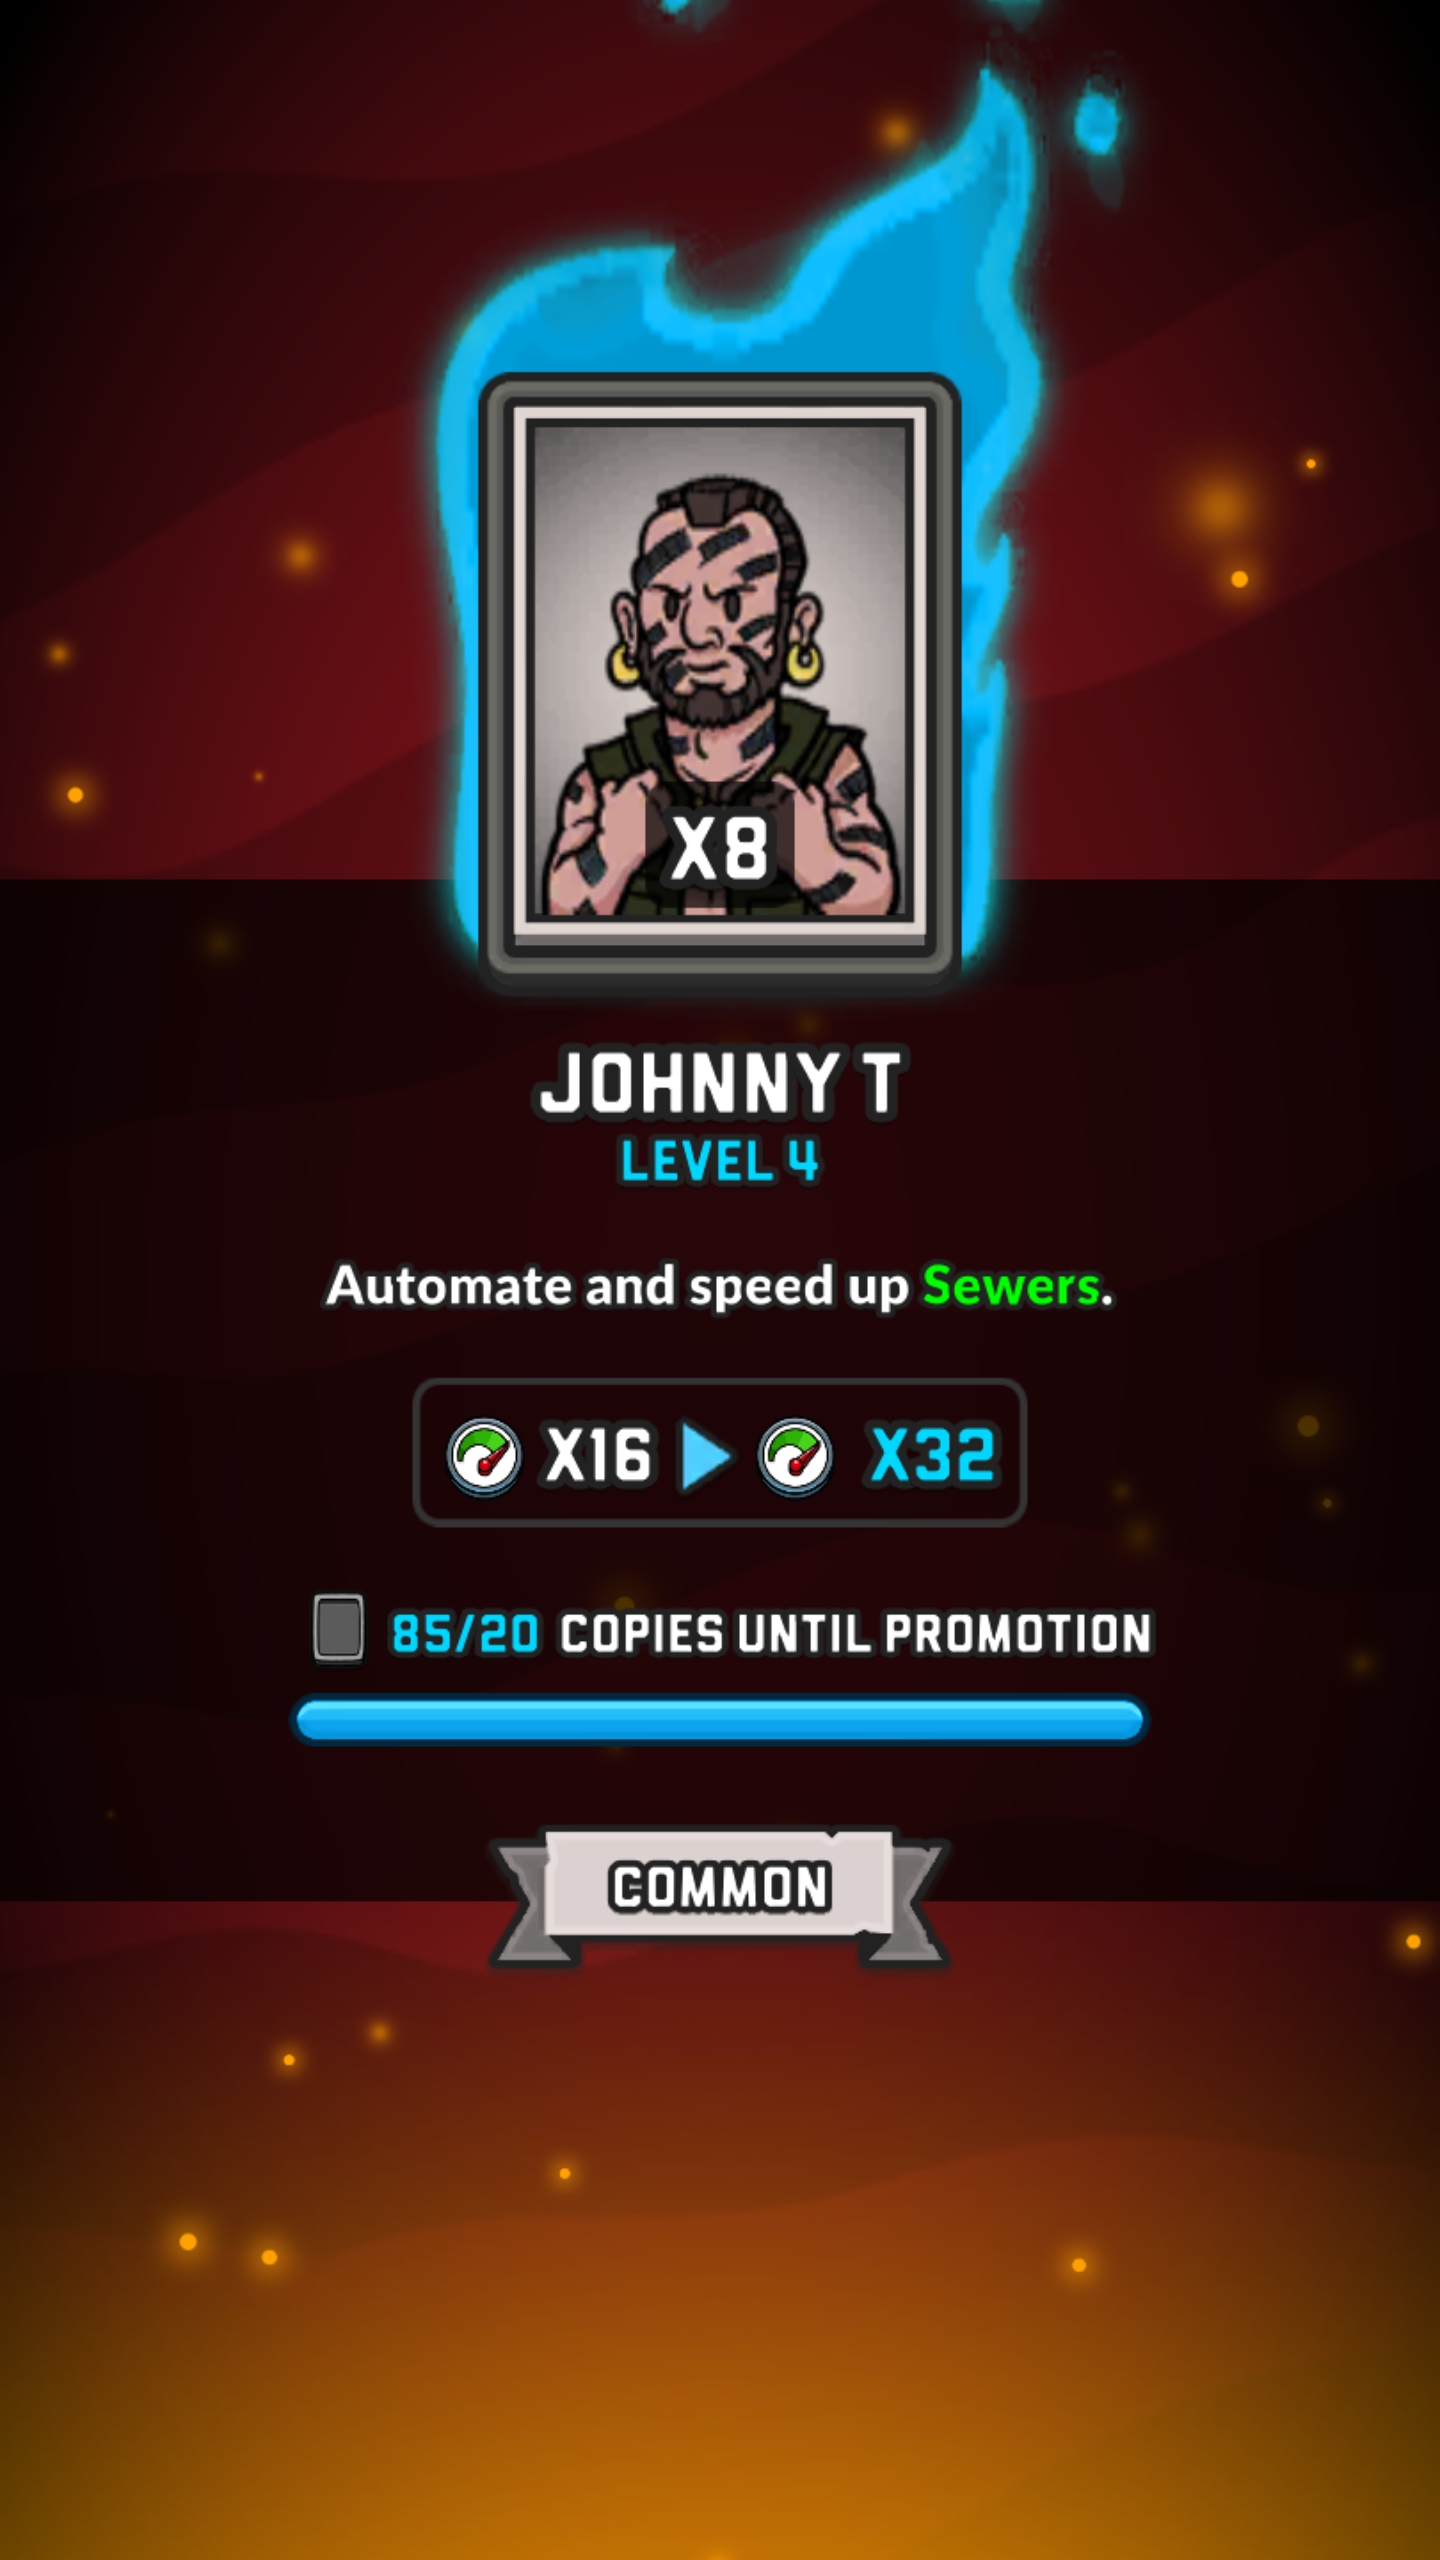 X8
JOHNNY T
LEVEL 4
Automate and speed up Sewers.
X16 X32
85/20 COPIES UNTIL PROMOTION
COMMON